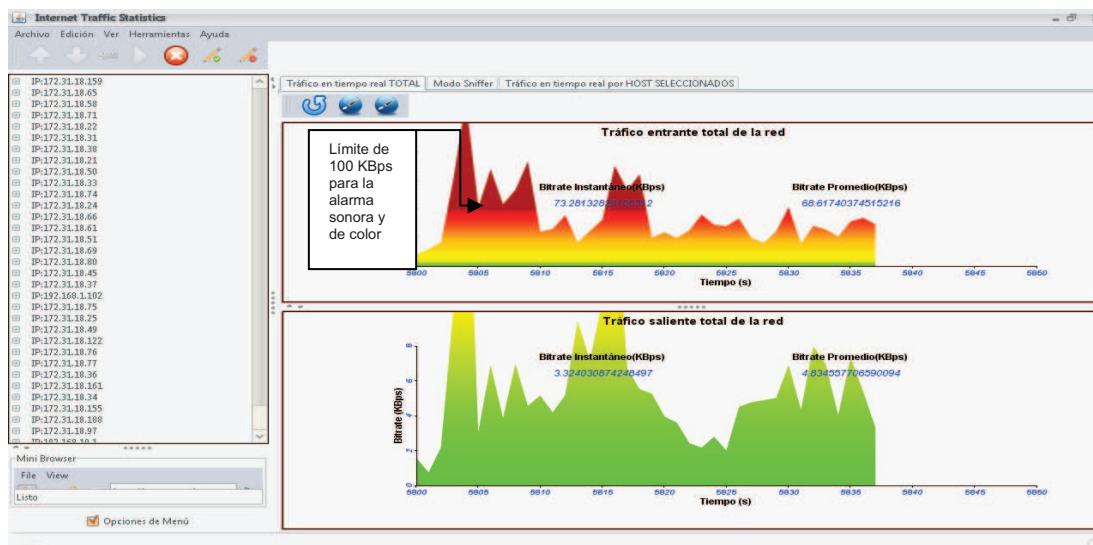 Internet Traffic Statistics
Archivo Edición Ver Herramientas Ayuda
IP:172.31.18.159
IP:172.31.18.65
IP:172.31.18.58
IP:172.31.18.71
IP:172.31.18.22
IP:172.31.18.31
IP:172.31.18.38
IP:172.31.18.21
IP:172.31.18.50
IP:172.31.18.33
IP:172.31.18.74
IP:172.31.18.24
IP:172.31.18.66
IP:172.31.18.61
IP:172.31.18.51
IP:172.31.18.69
IP:172.31.18.80
IP:172.31.18.45
IP:172.31.18.37
IP:192.168.1.102
IP:172.31.18.75
IP:172.31.18.25
IP:172.31.18.49
IP:172.31.18.122
IP:172.31.18.76
IP:172.31.18.77
IP:172.31.18.36
IP:172.31.18.161
IP:172.31.18.34
IP:172.31.18.155
IP:172.31.18.188
IP:172.31.18.97
Mini Browser
File View
Listo
Opciones de Menú
Tráfico en tiempo real TOTAL Modo Sniffer Tráfico en tiempo real por HOST SELECCIONADOS
Tráfico entrante total de la red
Límite de
100 KBps
para la
alarma
sonora y
de color
Bitrate Instantáneo(KBps) Bitrate Promedio(KBps)
68.61740374515216
5800 5805 5810 5815 5820 5825 5830 5835 5840 5845 5850
Tiempo (s)
Tráfico saliente total de la red
Bitrate Instantáneo(KBps) Bitrate Promedio(KBps)
3.324030874248497 4.834557706590094
Bitrate (KBps)
8
6
4
2
0
5800 5805 5810 5815 5820 5825 5830 5835 5840 5845 5850
Tiempo (s)